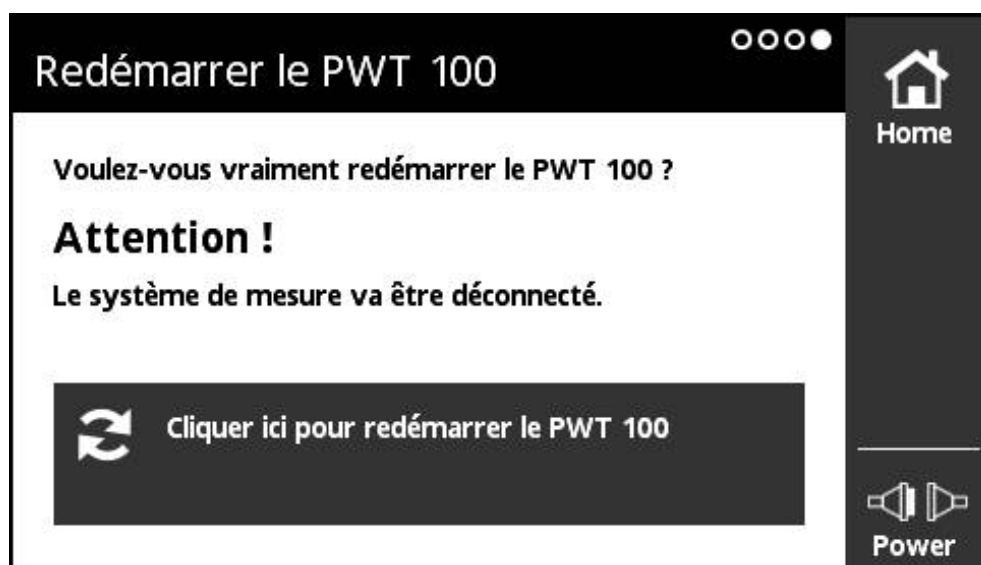 Redémarrer le PWT 100
Home
Voulez-vous vraiment redémarrer le PWT 100 ?
Attention !
Le système de mesure va être déconnecté.
Cliquer ici pour redémarrer le PWT 100
Power